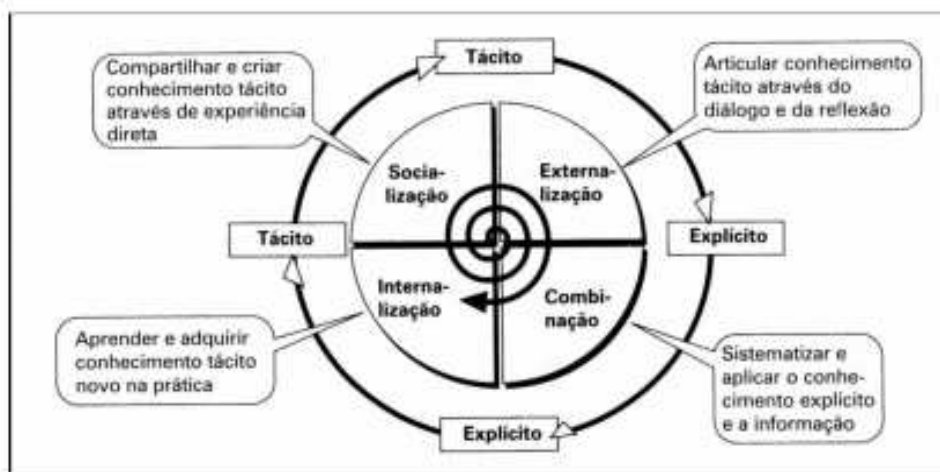 Tácito
Compartilhar e criar
conhecimento tácito
através de experiência
direta
Articular conhecimento
tácito através do
diálogo e da reflexão
Socia-
lização
Externa-
lização
Tácito
Explícito
Interna-
lização
Combi-
nação
Aprender e adquirir
conhecimento tácito
novo na prática
Sistematizar e
aplicar o conhe-
cimento explícito
e a informação
Explícito